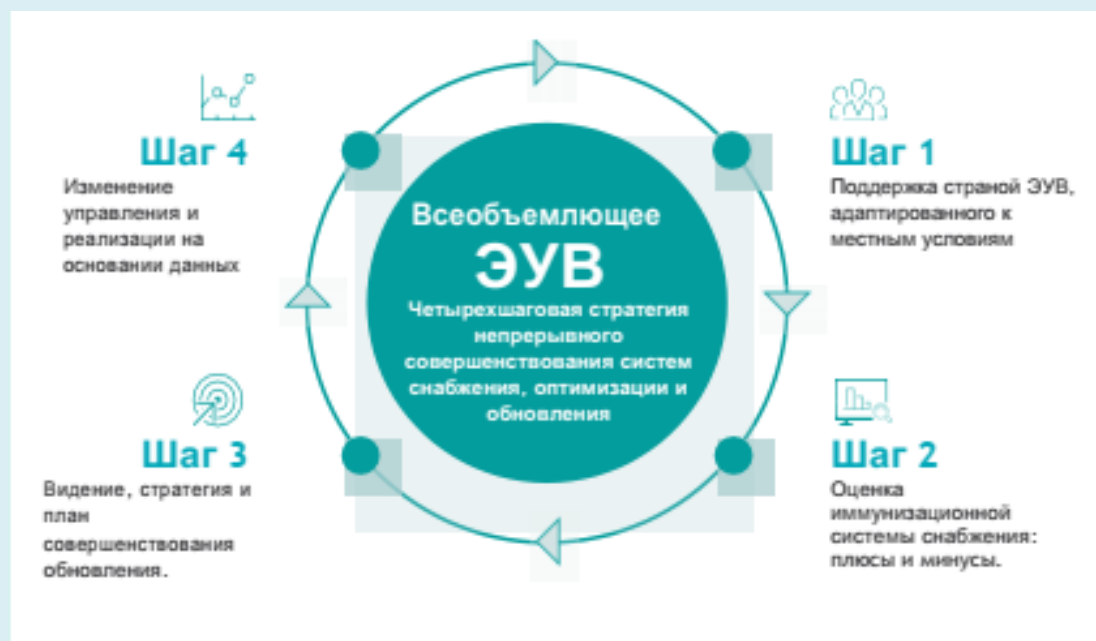 Всеобъемлющее
ЭУВ
Четырехшаговая стратегия
непрерывного
совершенствования систем
снабжения, оптимизации и
обновления
Шаг 1
Поддержка страной ЭУВ,
адаптированного к
местным условиям
Шаг 2
Оценка
иммунизационной
системы снабжения:
плюсы и минусы.
Шаг 3
Видение, стратегия и
план
совершенствования
обновления.
Шаг 4
Изменение
управления и
реализации на
основании данных